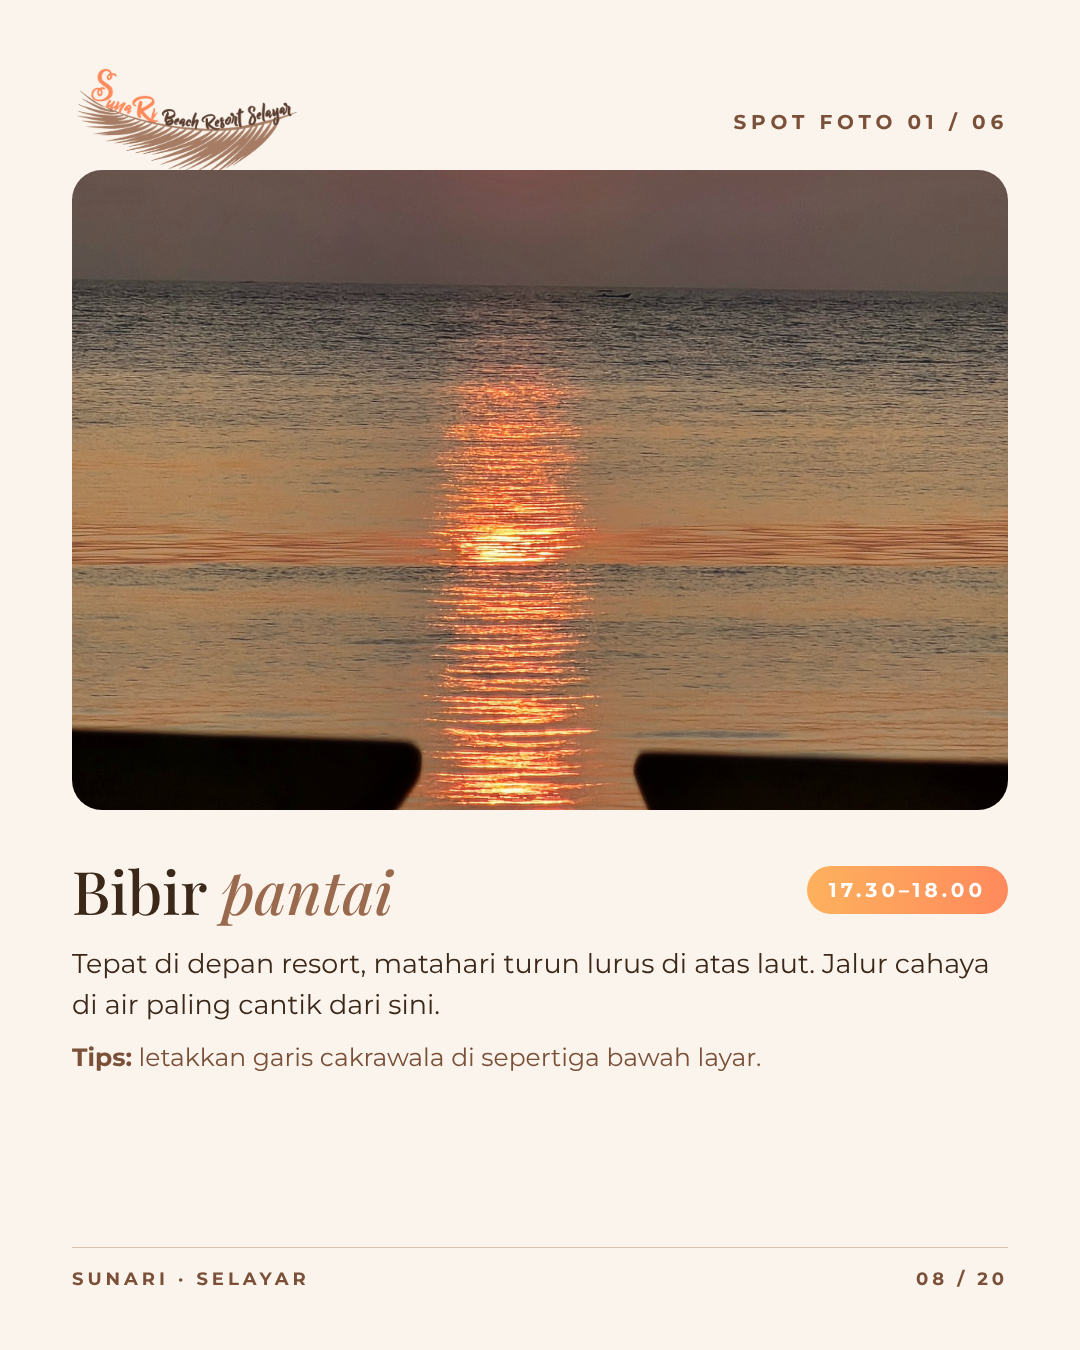 SunaRi Beach Resort Selayar
SPOT FOTO 01 / 06
Bibir pantai
17.30–18.00
Tepat di depan resort, matahari turun lurus di atas laut. Jalur cahaya
di air paling cantik dari sini.
Tips: letakkan garis cakrawala di sepertiga bawah layar.
SUNARI · SELAYAR
08 / 20